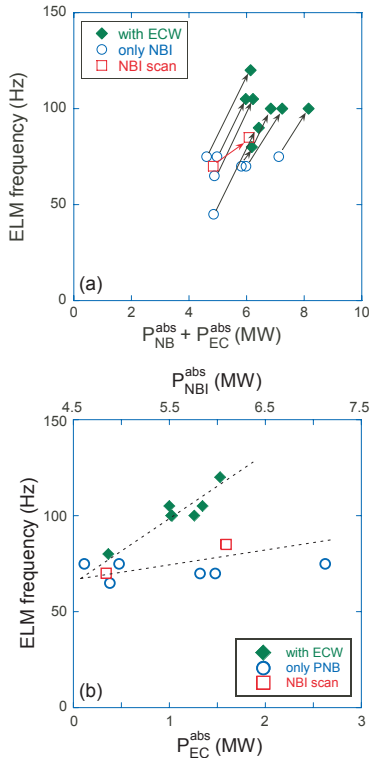 150
with ECW
only NBI
NBI scan
100
ELM frequency (Hz)
50
(a)
0
0 2 4 6 8 10
P_NB^abs + P_EC^abs (MW)
P_NBI^abs (MW)
4.5 5.5 6.5 7.5
150
100
ELM frequency (Hz)
50
with ECW
only PNB
NBI scan
(b)
0
0 1 2 3
P_EC^abs (MW)